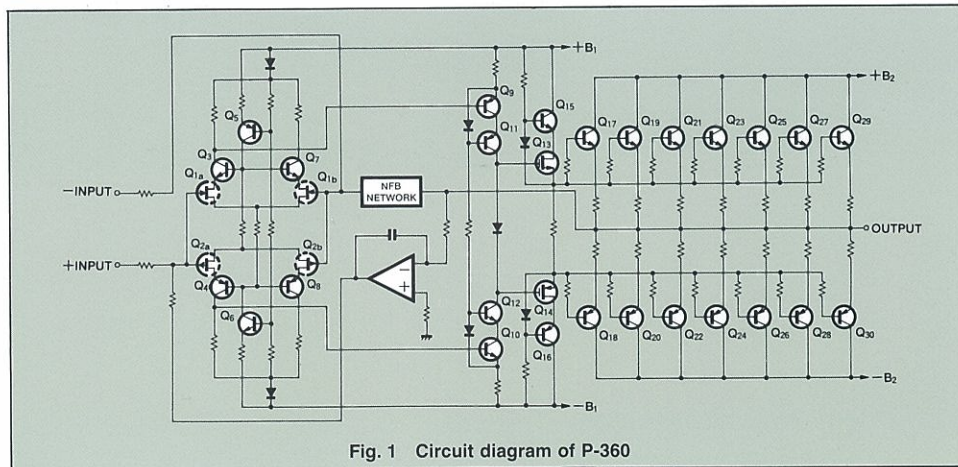 +B₁
Q₉
Q₁₅
+B₂
Q₅
Q₁₁
Q₁₇
Q₁₉
Q₂₁
Q₂₃
Q₂₅
Q₂₇
Q₂₉
Q₃
Q₇
Q₁₃
−INPUT
Q₁ₐ
Q₁b
NFB
NETWORK
OUTPUT
Q₂ₐ
Q₂b
+INPUT
−
+
Q₄
Q₈
Q₁₂
Q₁₄
Q₆
Q₁₀
Q₁₆
Q₁₈
Q₂₀
Q₂₂
Q₂₄
Q₂₆
Q₂₈
Q₃₀
−B₂
−B₁
Fig. 1 Circuit diagram of P-360